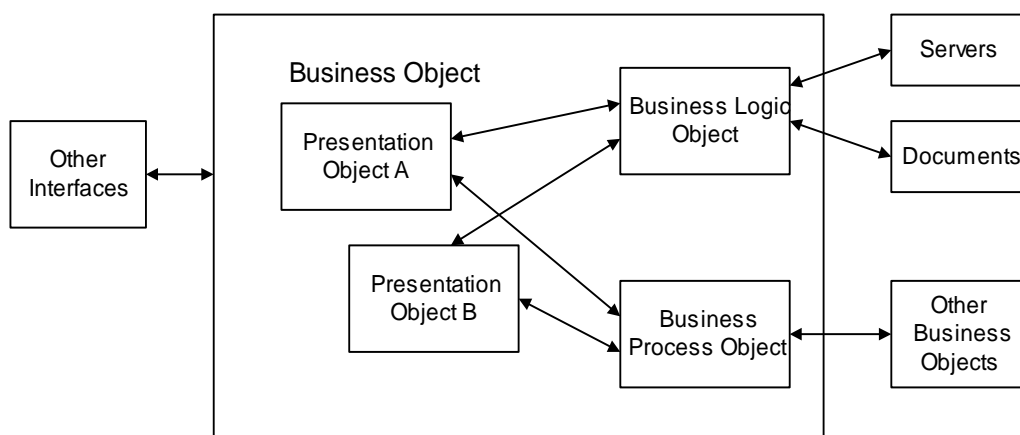 Business Object
Other
Interfaces
Presentation
Object A
Presentation
Object B
Business Logic
Object
Business
Process Object
Servers
Documents
Other
Business
Objects